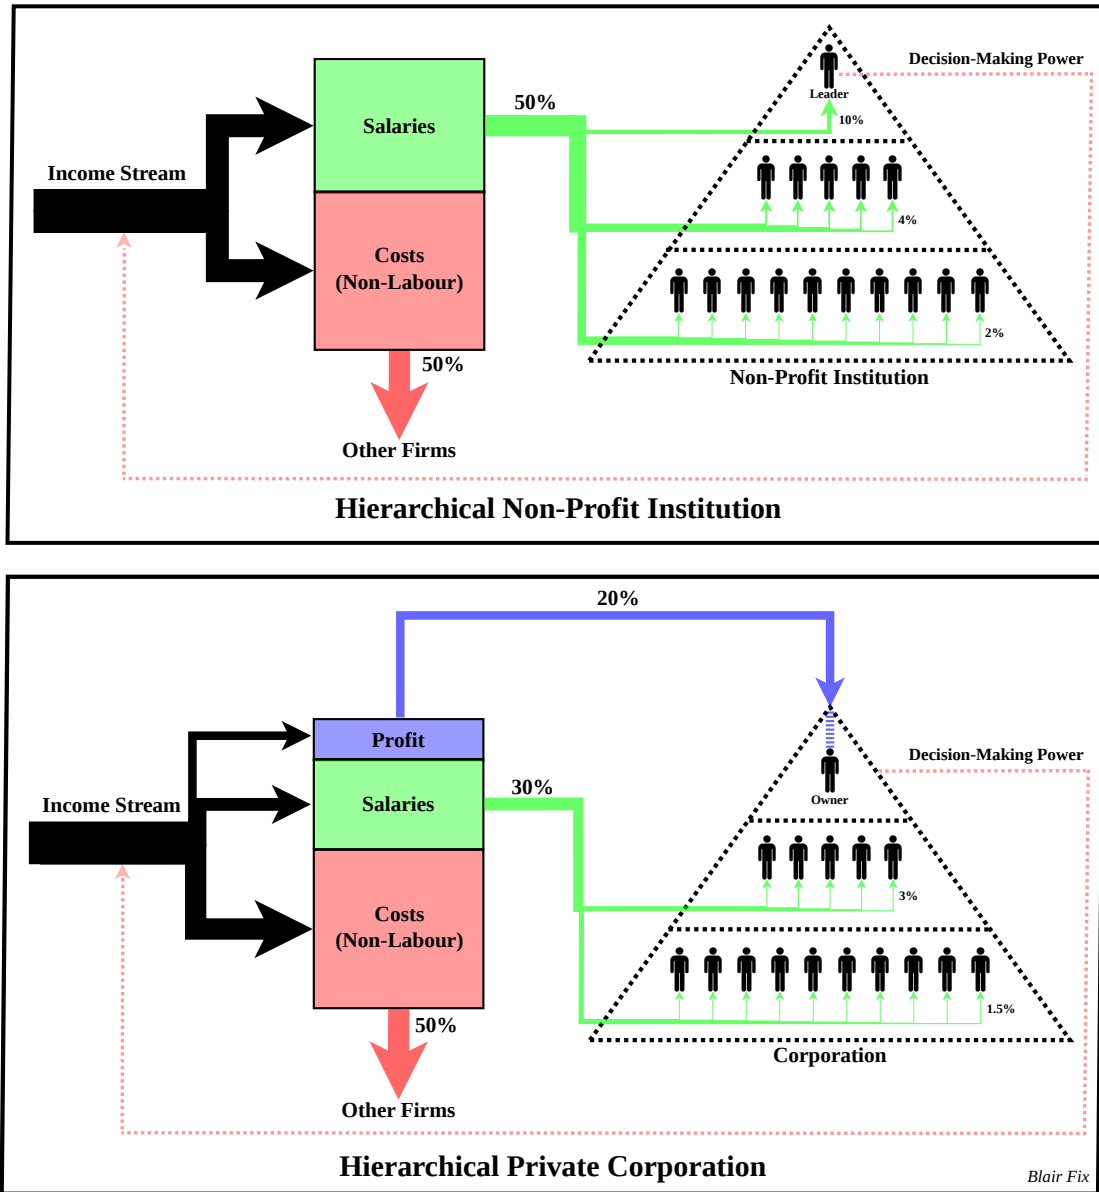 Decision-Making Power
50%
Leader
10%
Salaries
Income Stream
4%
Costs
(Non-Labour)
2%
50%
Non-Profit Institution
Other Firms
Hierarchical Non-Profit Institution
20%
Profit
Decision-Making Power
Income Stream
Salaries
30%
Owner
3%
Costs
(Non-Labour)
1.5%
50%
Corporation
Other Firms
Hierarchical Private Corporation
Blair Fix